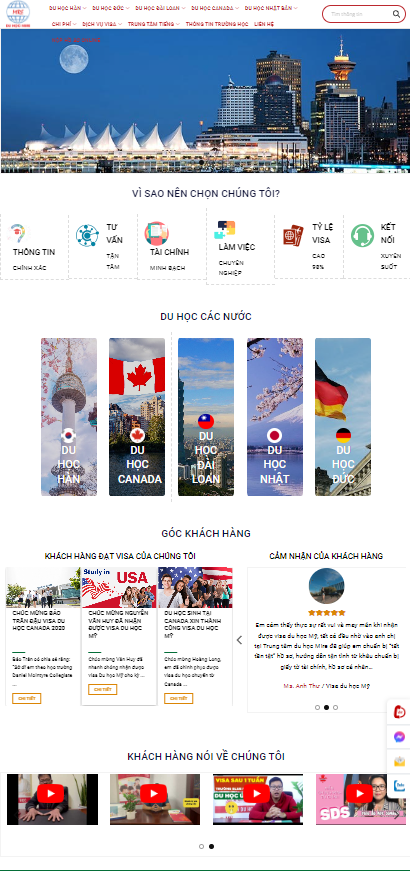 DU HỌC HÀN
DU HỌC ĐỨC
DU HỌC ĐÀI LOAN
DU HỌC CANADA
DU HỌC NHẬT BẢN
CHI PHÍ
DỊCH VỤ VISA
TRUNG TÂM TIẾNG
THÔNG TIN TRƯỜNG HỌC
LIÊN HỆ
VÌ SAO NÊN CHỌN CHÚNG TÔI?
THÔNG TIN
CHÍNH XÁC
TƯ
VẤN
TẬN
TÂM
TÀI CHÍNH
MINH BẠCH
LÀM VIỆC
CHUYÊN
NGHIỆP
TỶ LỆ
VISA
CAO
98%
KẾT
NỐI
XUYÊN
SUỐT
DU HỌC CÁC NƯỚC
DU
HỌC
HÀN
DU
HỌC
CANADA
DU
HỌC
ĐÀI
LOAN
DU
HỌC
NHẬT
DU
HỌC
ĐỨC
GÓC KHÁCH HÀNG
KHÁCH HÀNG ĐẠT VISA CỦA CHÚNG TÔI
CHÚC MỪNG BẢO
TRÂN ĐẬU VISA DU
HỌC CANADA 2020
Bảo Trân có chia sẻ rằng:
"Sở dĩ em theo học trường
Daniel McIntyre Collegiate
...
CHI TIẾT
Study in
USA
CHÚC MỪNG NGUYỄN
VĂN HUY ĐÃ NHẬN
ĐƯỢC VISA DU HỌC
MỸ
Chúc mừng Văn Huy đã
nhanh chóng nhận được
visa Du học Mỹ cho kỳ ...
CHI TIẾT
DU HỌC SINH TẠI
CANADA XIN THÀNH
CÔNG VISA DU HỌC
MỸ
Chúc mừng Hoàng Long,
em đã chinh phục được
visa du học chuyển từ
Canada ...
CHI TIẾT
CẢM NHẬN CỦA KHÁCH HÀNG
Em cảm thấy thực sự rất vui và may mắn khi nhận
được visa du học Mỹ, tất cả đều nhờ vào anh chị
tại Trung tâm du học Mire đã giúp em chuẩn bị "tất
tần tật" hồ sơ, hướng dẫn tận tình từ khâu chuẩn bị
giấy tờ tài chính, hồ sơ cá nhân...
Ms. Anh Thư / Visa du học Mỹ
KHÁCH HÀNG NÓI VỀ CHÚNG TÔI
VISA SAU 1 TUẦN
SDS